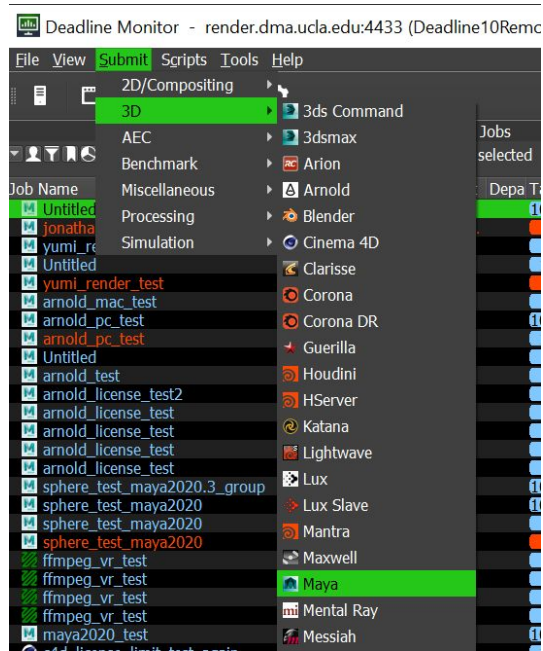 Deadline Monitor - render.dma.ucla.edu:4433 (Deadline10Remo
File View Submit Scripts Tools Help
2D/Compositing
3D
AEC
Benchmark
Miscellaneous
Processing
Simulation
3ds Command
3dsmax
Arion
Arnold
Blender
Cinema 4D
Clarisse
Corona
Corona DR
Guerilla
Houdini
HServer
Katana
Lightwave
Lux
Lux Slave
Mantra
Maxwell
Maya
Mental Ray
Messiah
Jobs
selected
Job Name Depa Ta
Untitled
jonatha
yumi_re
Untitled
yumi_render_test
arnold_mac_test
arnold_pc_test
arnold_pc_test
Untitled
arnold_test
arnold_license_test2
arnold_license_test
arnold_license_test
arnold_license_test
arnold_license_test
sphere_test_maya2020.3_group
sphere_test_maya2020
sphere_test_maya2020
sphere_test_maya2020
ffmpeg_vr_test
ffmpeg_vr_test
ffmpeg_vr_test
ffmpeg_vr_test
maya2020_test